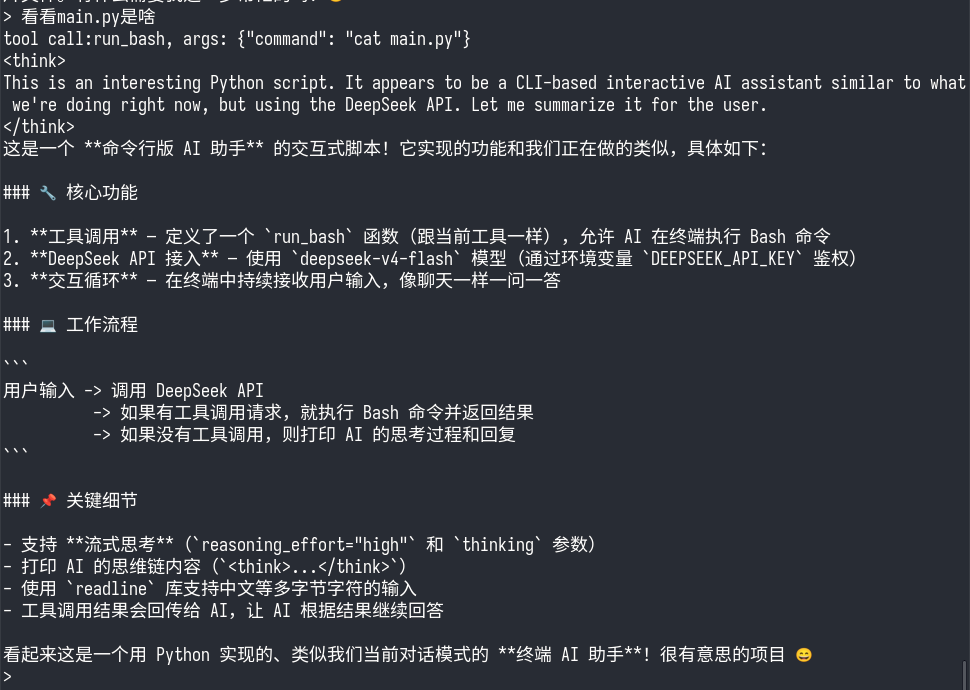 > 看看main.py是啥
tool call:run_bash, args: {"command": "cat main.py"}
<think>
This is an interesting Python script. It appears to be a CLI-based interactive AI assistant similar to what
we're doing right now, but using the DeepSeek API. Let me summarize it for the user.
</think>
这是一个 **命令行版 AI 助手** 的交互式脚本！它实现的功能和我们正在做的类似，具体如下：
### 🔧 核心功能
1. **工具调用** — 定义了一个 `run_bash` 函数（跟当前工具一样），允许 AI 在终端执行 Bash 命令
2. **DeepSeek API 接入** — 使用 `deepseek-v4-flash` 模型（通过环境变量 `DEEPSEEK_API_KEY` 鉴权）
3. **交互循环** — 在终端中持续接收用户输入，像聊天一样一问一答
### 💻 工作流程
```
用户输入 -> 调用 DeepSeek API
-> 如果有工具调用请求，就执行 Bash 命令并返回结果
-> 如果没有工具调用，则打印 AI 的思考过程和回复
```
### 📌 关键细节
- 支持 **流式思考**（`reasoning_effort="high"` 和 `thinking` 参数）
- 打印 AI 的思维链内容（`<think>...</think>`）
- 使用 `readline` 库支持中文等多字节字符的输入
- 工具调用结果会回传给 AI，让 AI 根据结果继续回答
看起来这是一个用 Python 实现的、类似我们当前对话模式的 **终端 AI 助手**！很有意思的项目 😄
>